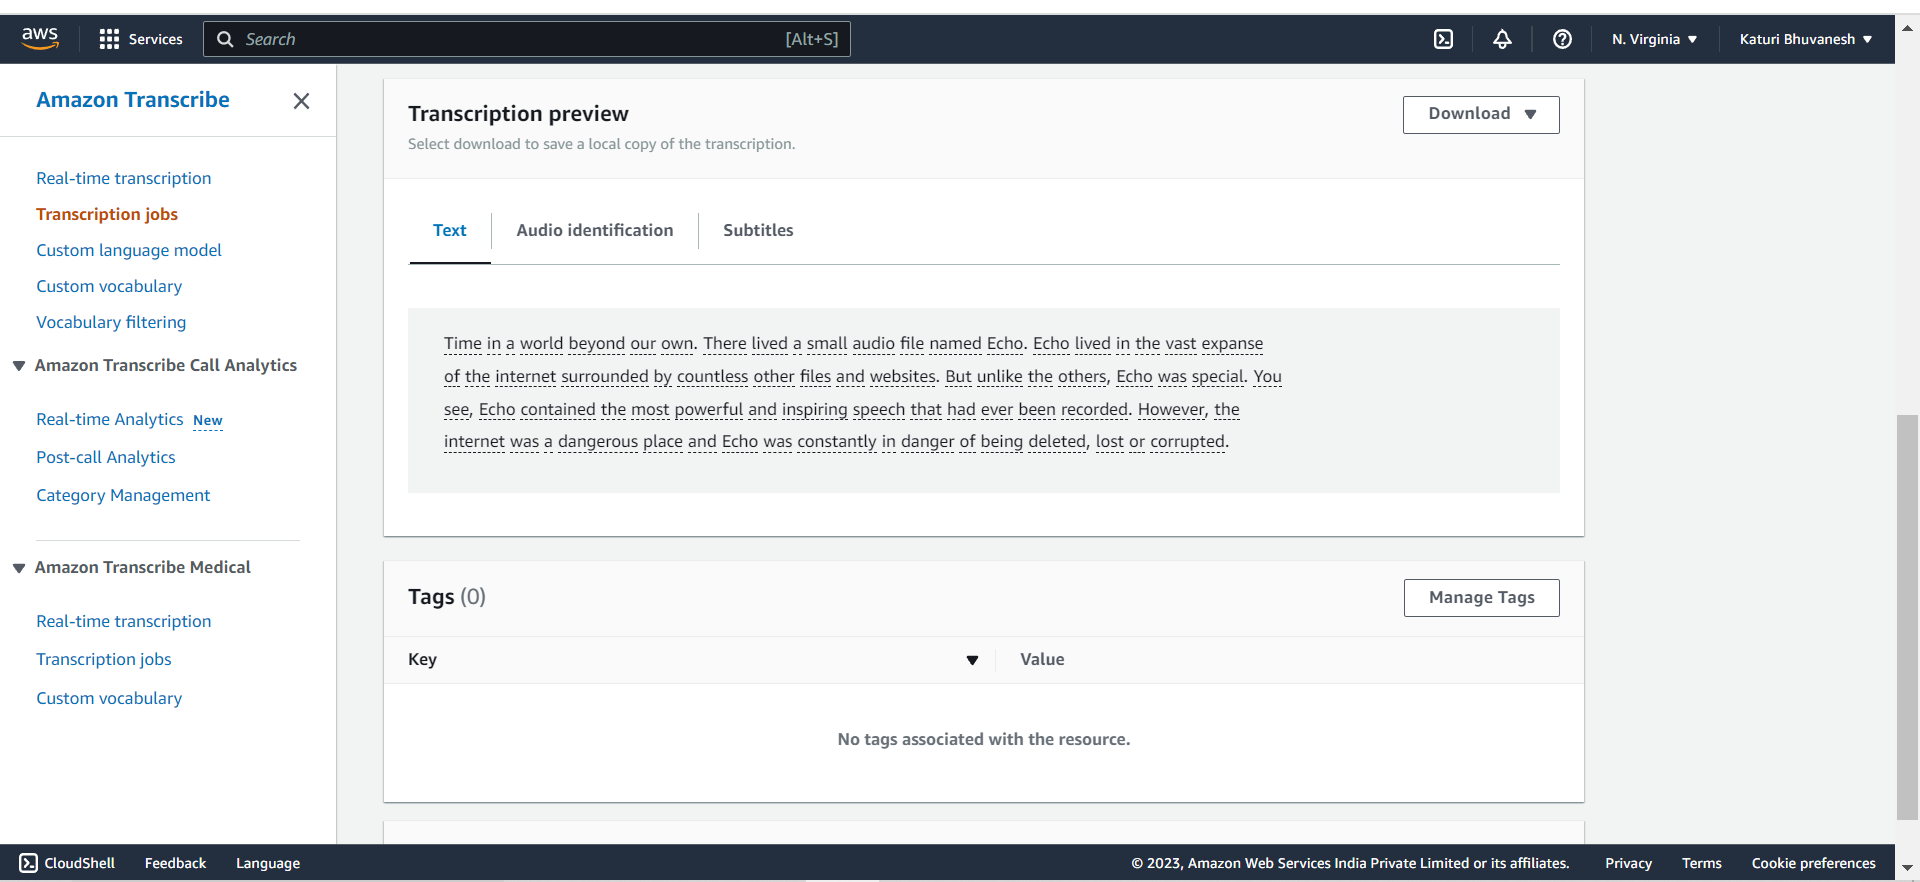 aws
Services
Search [Alt+S]
N. Virginia
Katuri Bhuvanesh
Amazon Transcribe
Real-time transcription
Transcription jobs
Custom language model
Custom vocabulary
Vocabulary filtering
Amazon Transcribe Call Analytics
Real-time Analytics New
Post-call Analytics
Category Management
Amazon Transcribe Medical
Real-time transcription
Transcription jobs
Custom vocabulary
Transcription preview
Select download to save a local copy of the transcription.
Download
Text
Audio identification
Subtitles
Time in a world beyond our own. There lived a small audio file named Echo. Echo lived in the vast expanse
of the internet surrounded by countless other files and websites. But unlike the others, Echo was special. You
see, Echo contained the most powerful and inspiring speech that had ever been recorded. However, the
internet was a dangerous place and Echo was constantly in danger of being deleted, lost or corrupted.
Tags (0)
Manage Tags
Key
Value
No tags associated with the resource.
CloudShell
Feedback
Language
© 2023, Amazon Web Services India Private Limited or its affiliates.
Privacy
Terms
Cookie preferences